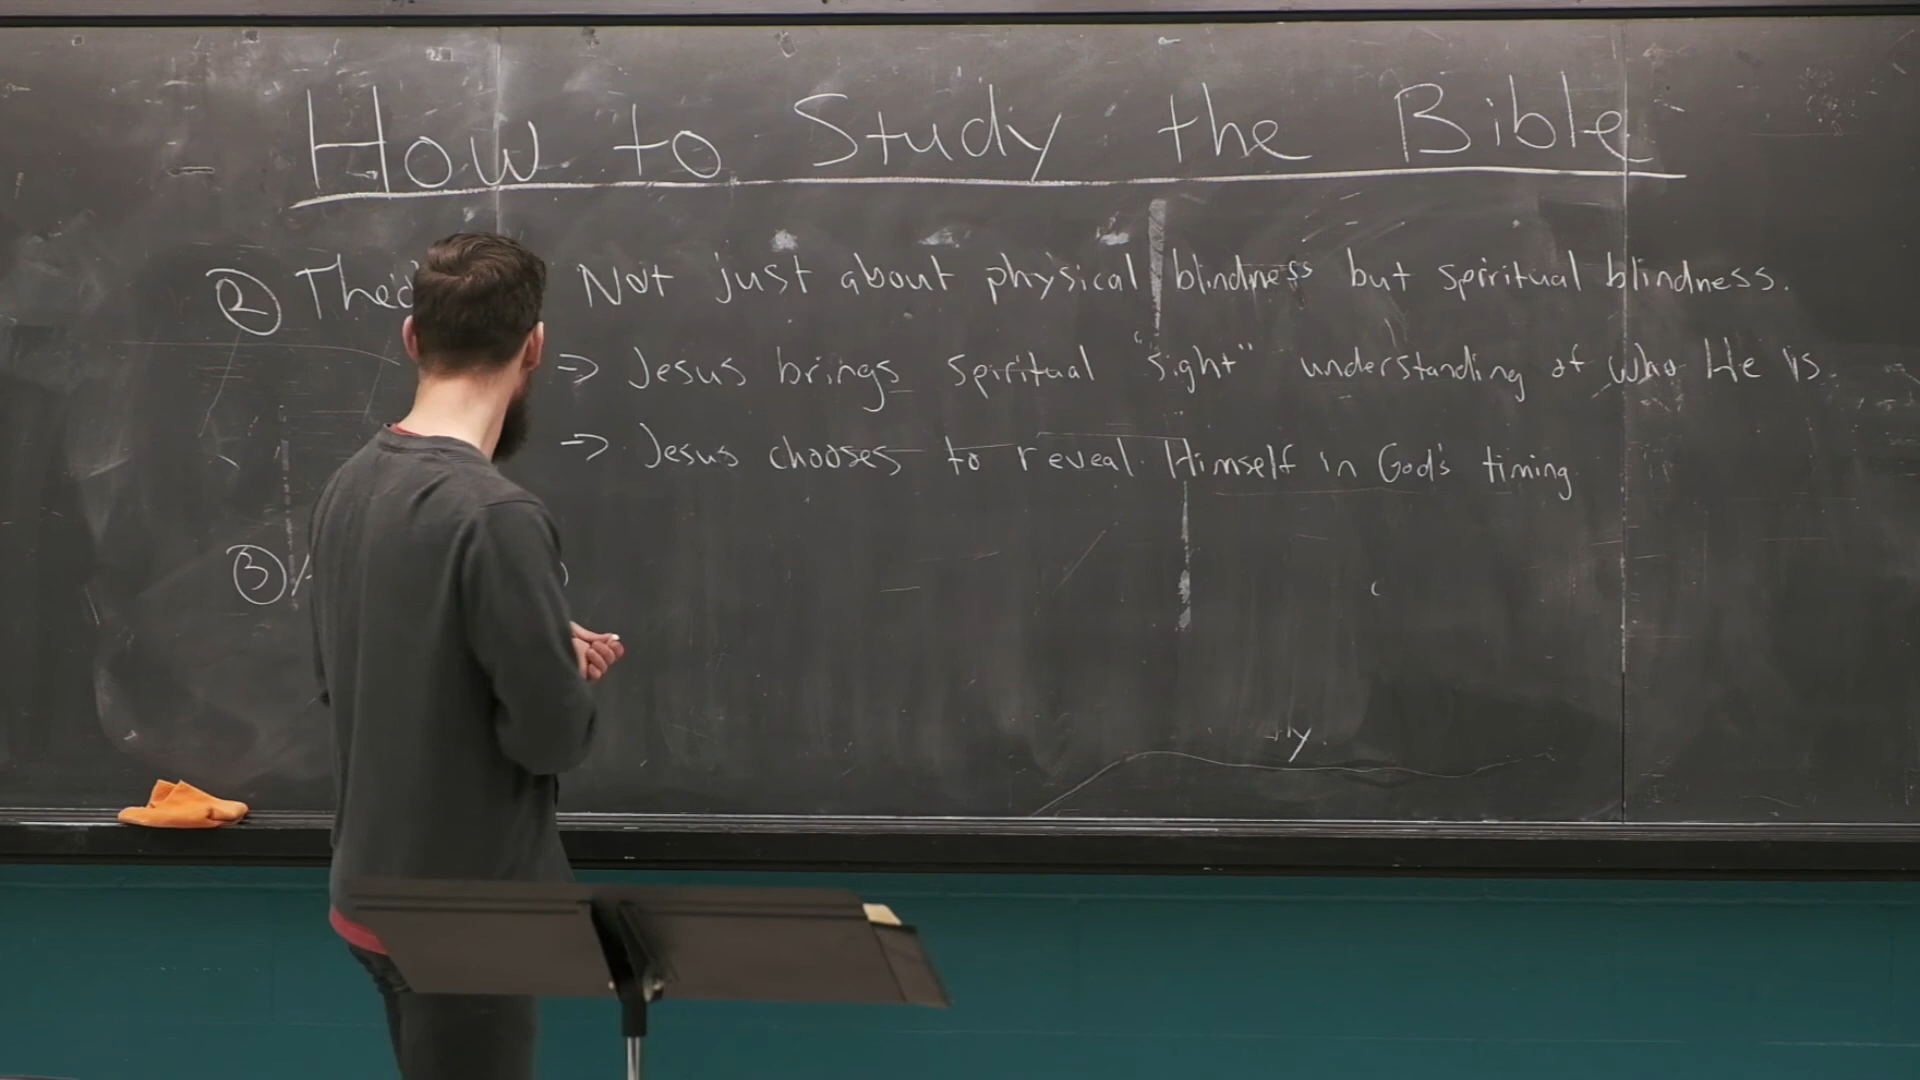 How to Study the Bible
② Not just about physical blindness but spiritual blindness.
→ Jesus brings spiritual "sight" understanding of who He is
→ Jesus chooses to reveal Himself in God's timing
③